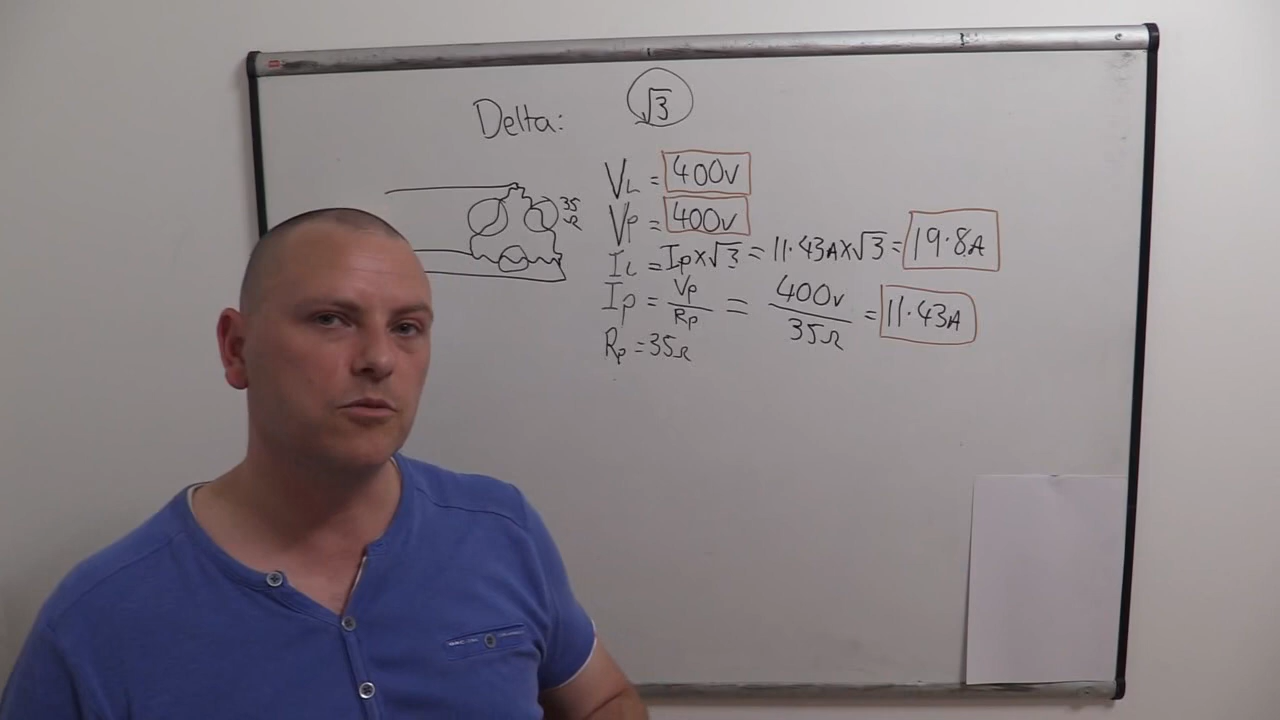 Delta:
√3
35
Ω
VL = 400v
VP = 400v
IL = IP×√3 = 11.43A×√3 = 19.8A
IP = VP/RP = 400v/35Ω = 11.43A
RP = 35Ω